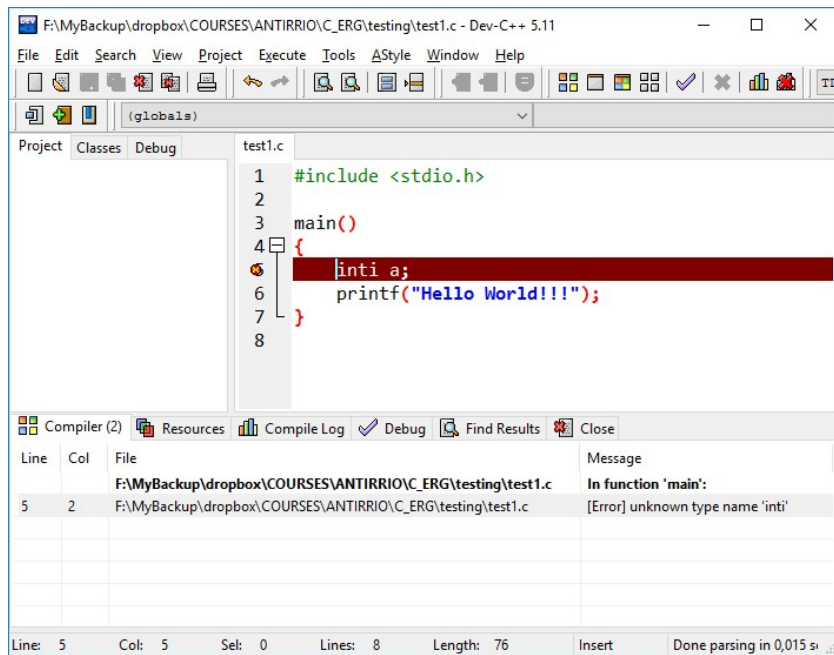 F:\MyBackup\dropbox\COURSES\ANTIRRIO\C_ERG\testing\test1.c - Dev-C++ 5.11
File Edit Search View Project Execute Tools AStyle Window Help
(globals)
Project Classes Debug
test1.c
1 #include <stdio.h>
2
3 main()
4 {
inti a;
6 printf("Hello World!!!");
7 }
8
Compiler (2) Resources Compile Log Debug Find Results Close
Line Col File Message
F:\MyBackup\dropbox\COURSES\ANTIRRIO\C_ERG\testing\test1.c In function 'main':
5 2 F:\MyBackup\dropbox\COURSES\ANTIRRIO\C_ERG\testing\test1.c [Error] unknown type name 'inti'
Line: 5 Col: 5 Sel: 0 Lines: 8 Length: 76 Insert Done parsing in 0,015